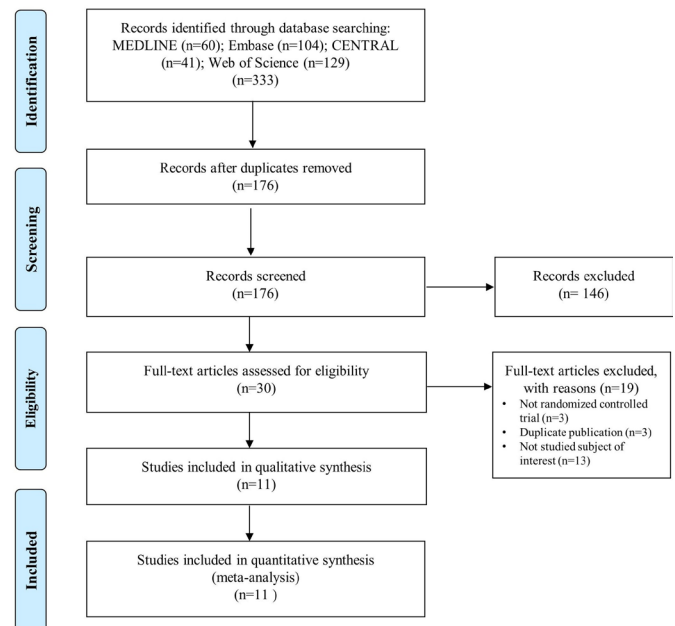 Identification
Records identified through database searching:
MEDLINE (n=60); Embase (n=104); CENTRAL
(n=41); Web of Science (n=129)
(n=333)
Records after duplicates removed
(n=176)
Screening
Records screened
(n=176)
Records excluded
(n= 146)
Eligibility
Full-text articles assessed for eligibility
(n=30)
Full-text articles excluded,
with reasons (n=19)
• Not randomized controlled
trial (n=3)
• Duplicate publication (n=3)
• Not studied subject of
interest (n=13)
Studies included in qualitative synthesis
(n=11)
Included
Studies included in quantitative synthesis
(meta-analysis)
(n=11 )